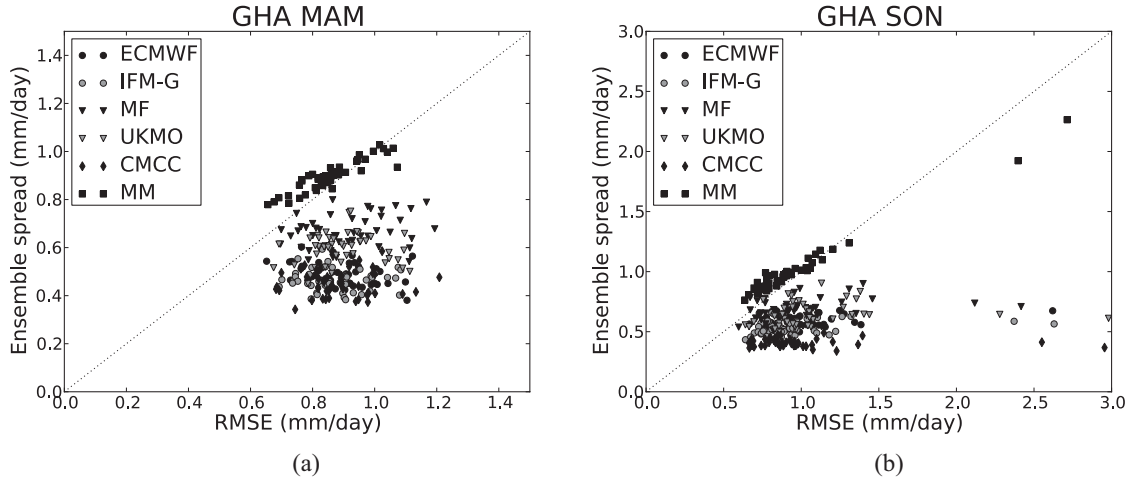 GHA MAM
Ensemble spread (mm/day)
1.4
1.2
1.0
0.8
0.6
0.4
0.2
0.0
ECMWF
IFM-G
MF
UKMO
CMCC
MM
0.0 0.2 0.4 0.6 0.8 1.0 1.2 1.4
RMSE (mm/day)
(a)
GHA SON
Ensemble spread (mm/day)
3.0
2.5
2.0
1.5
1.0
0.5
0.0
ECMWF
IFM-G
MF
UKMO
CMCC
MM
0.0 0.5 1.0 1.5 2.0 2.5 3.0
RMSE (mm/day)
(b)